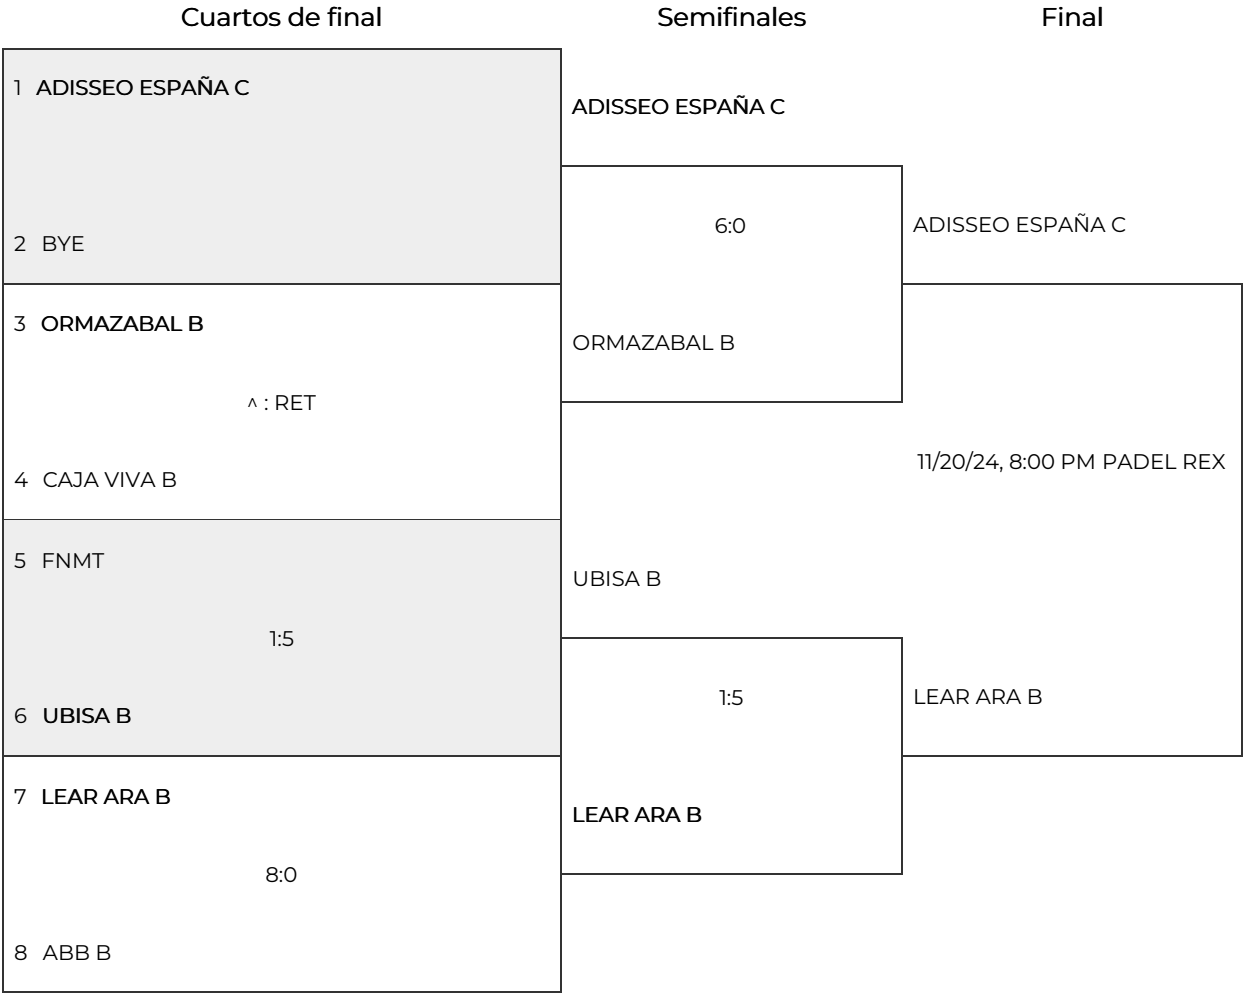 Cuartos de final
Semifinales
Final
1 ADISSEO ESPAÑA C
2 BYE
3 ORMAZABAL B
^ : RET
4 CAJA VIVA B
5 FNMT
1:5
6 UBISA B
7 LEAR ARA B
8:0
8 ABB B
ADISSEO ESPAÑA C
6:0
ORMAZABAL B
UBISA B
1:5
LEAR ARA B
ADISSEO ESPAÑA C
11/20/24, 8:00 PM PADEL REX
LEAR ARA B